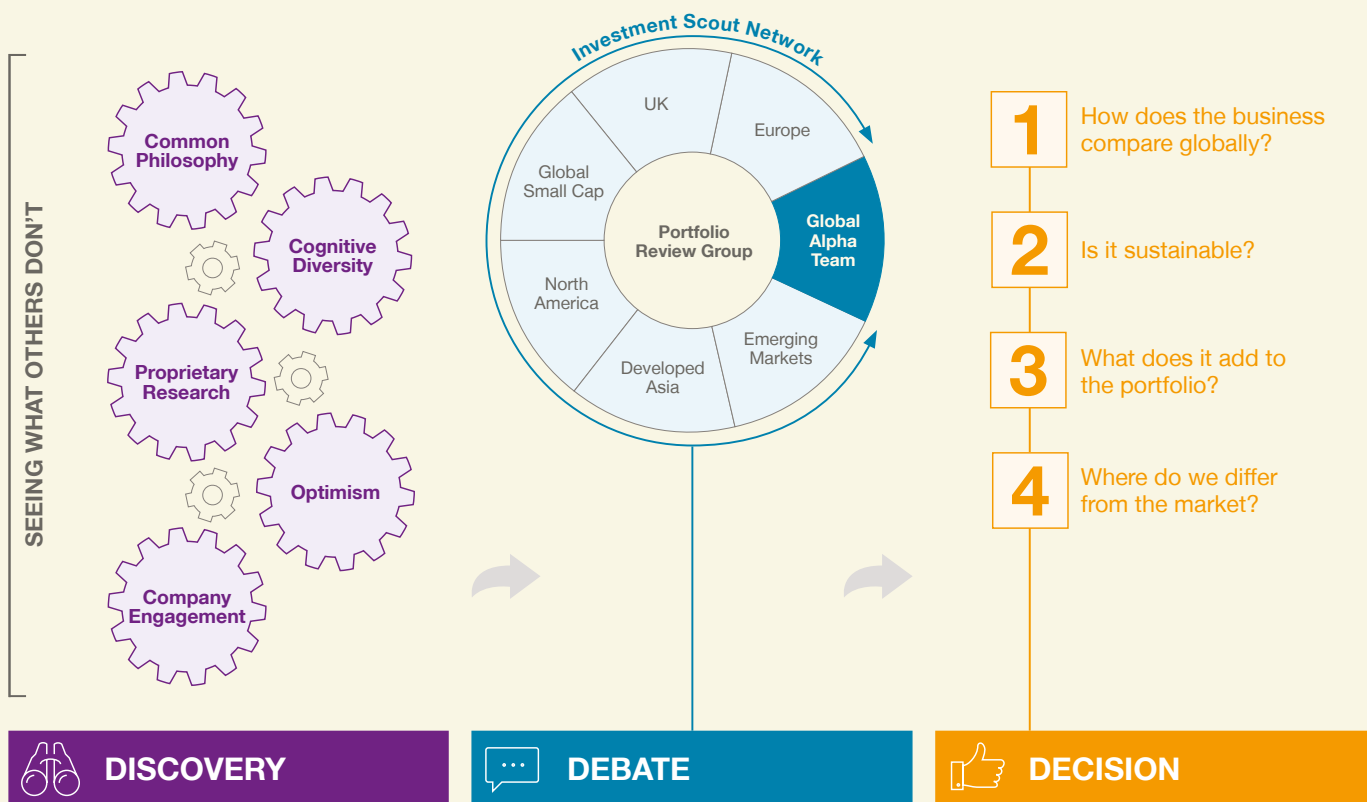 SEEING WHAT OTHERS DON'T
Common
Philosophy
Cognitive
Diversity
Proprietary
Research
Optimism
Company
Engagement
Investment Scout Network
UK
Europe
Global
Small Cap
Global
Alpha
Team
Portfolio
Review Group
North
America
Emerging
Markets
Developed
Asia
1
How does the business
compare globally?
2
Is it sustainable?
3
What does it add to
the portfolio?
4
Where do we differ
from the market?
DISCOVERY
DEBATE
DECISION